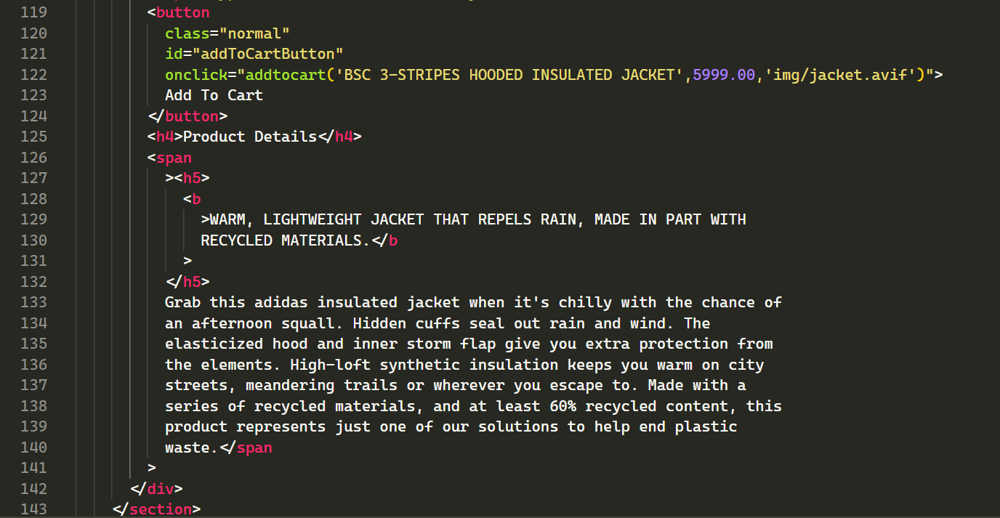 119 <button
120 class="normal"
121 id="addToCartButton"
122 onclick="addtocart('BSC 3-STRIPES HOODED INSULATED JACKET',5999.00,'img/jacket.avif')">
123 Add To Cart
124 </button>
125 <h4>Product Details</h4>
126 <span
127 ><h5>
128 <b
129 >WARM, LIGHTWEIGHT JACKET THAT REPELS RAIN, MADE IN PART WITH
130 RECYCLED MATERIALS.</b
131 >
132 </h5>
133 Grab this adidas insulated jacket when it's chilly with the chance of
134 an afternoon squall. Hidden cuffs seal out rain and wind. The
135 elasticized hood and inner storm flap give you extra protection from
136 the elements. High-loft synthetic insulation keeps you warm on city
137 streets, meandering trails or wherever you escape to. Made with a
138 series of recycled materials, and at least 60% recycled content, this
139 product represents just one of our solutions to help end plastic
140 waste.</span
141 >
142 </div>
143 </section>